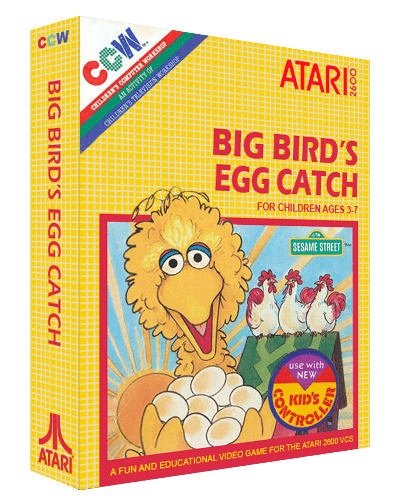 CCW
BIG BIRD'S EGG CATCH
ATARI
CCW
CHILDREN'S COMPUTER WORKSHOP
AN ACTIVITY OF
CHILDREN'S TELEVISION WORKSHOP
ATARI
2600
BIG BIRD'S
EGG CATCH
FOR CHILDREN AGES 3-7
SESAME STREET
use with
NEW
KID'S
CONTROLLER
A FUN AND EDUCATIONAL VIDEO GAME FOR THE ATARI 2600 VCS